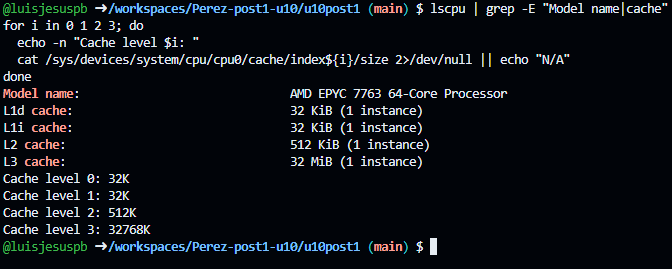 @luisjesuspb ➜/workspaces/Perez-post1-u10/u10post1 (main) $ lscpu | grep -E "Model name|cache"
for i in 0 1 2 3; do
  echo -n "Cache level $i: "
  cat /sys/devices/system/cpu/cpu0/cache/index${i}/size 2>/dev/null || echo "N/A"
done
Model name:                              AMD EPYC 7763 64-Core Processor
L1d cache:                               32 KiB (1 instance)
L1i cache:                               32 KiB (1 instance)
L2 cache:                                512 KiB (1 instance)
L3 cache:                                32 MiB (1 instance)
Cache level 0: 32K
Cache level 1: 32K
Cache level 2: 512K
Cache level 3: 32768K
@luisjesuspb ➜/workspaces/Perez-post1-u10/u10post1 (main) $